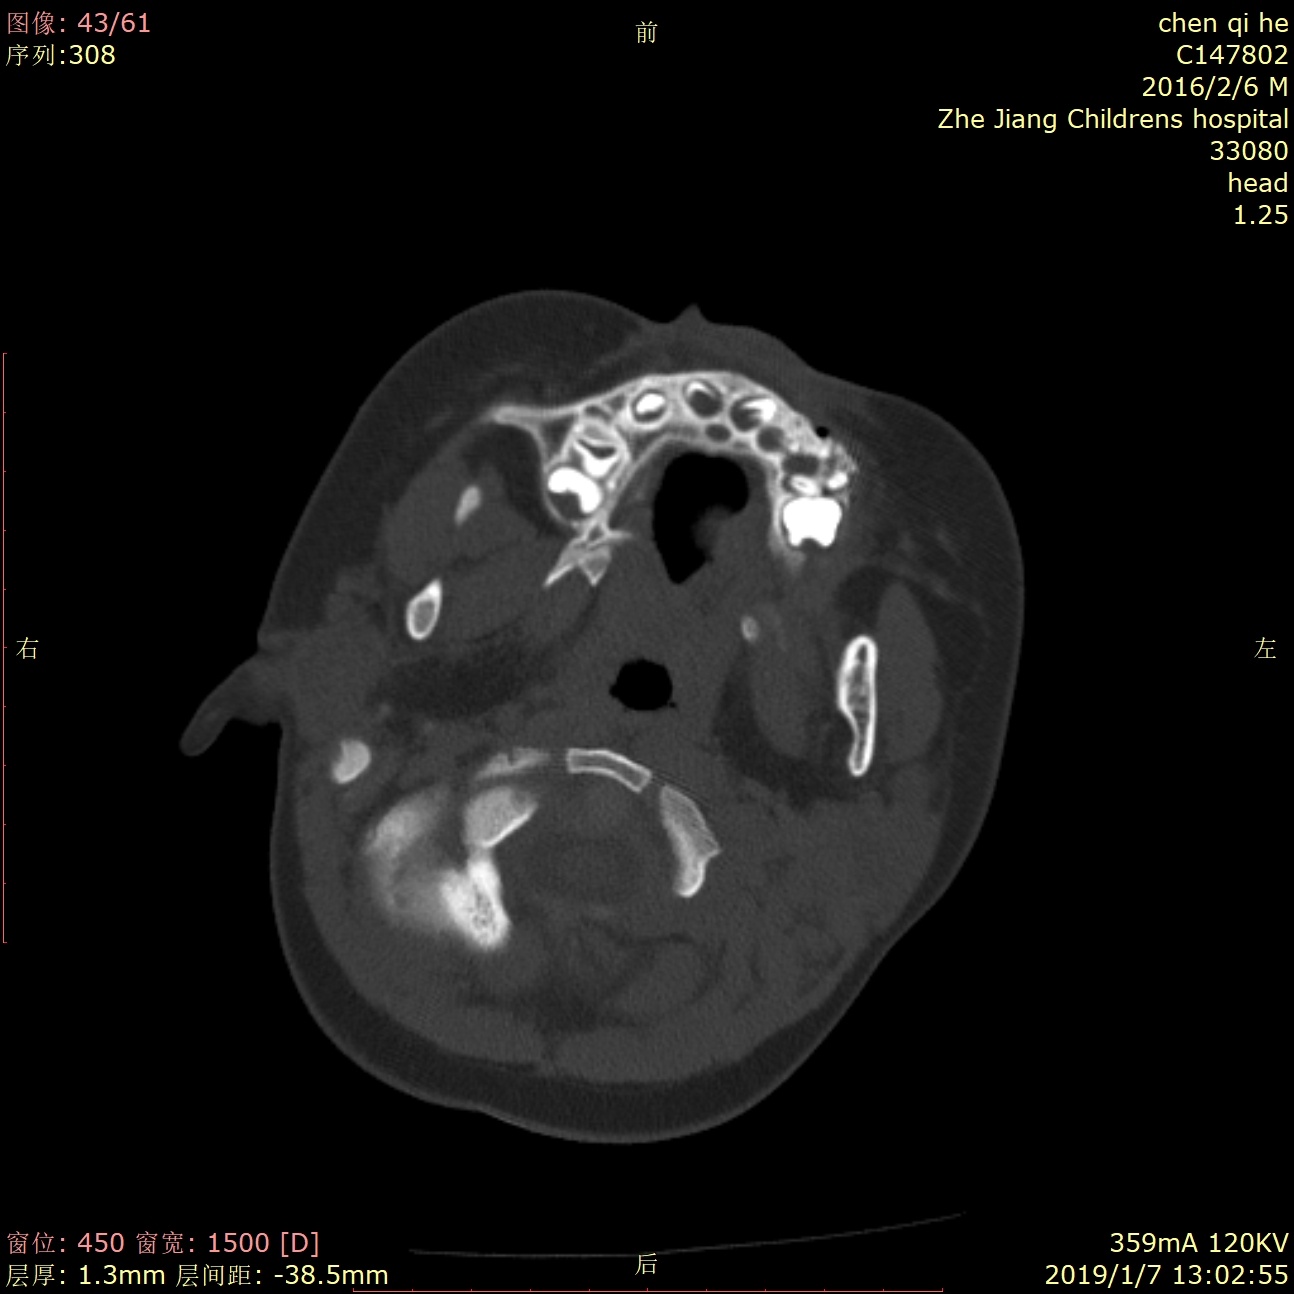 图像: 43/61
序列:308
前
chen qi he
C147802
2016/2/6 M
Zhe Jiang Childrens hospital
33080
head
1.25
右
左
窗位: 450 窗宽: 1500 [D]
层厚: 1.3mm 层间距: -38.5mm
后
359mA 120KV
2019/1/7 13:02:55